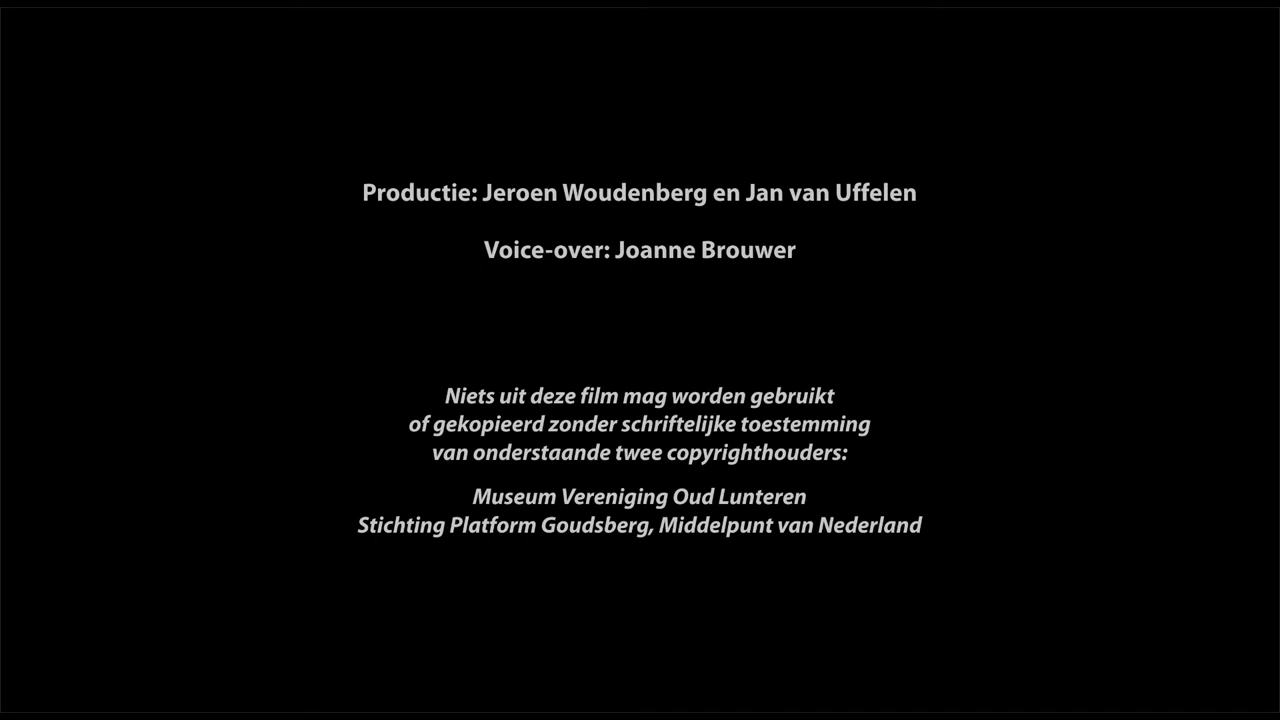 Productie: Jeroen Woudenberg en Jan van Uffelen
Voice-over: Joanne Brouwer
Niets uit deze film mag worden gebruikt
of gekopieerd zonder schriftelijke toestemming
van onderstaande twee copyrighthouders:
Museum Vereniging Oud Lunteren
Stichting Platform Goudsberg, Middelpunt van Nederland